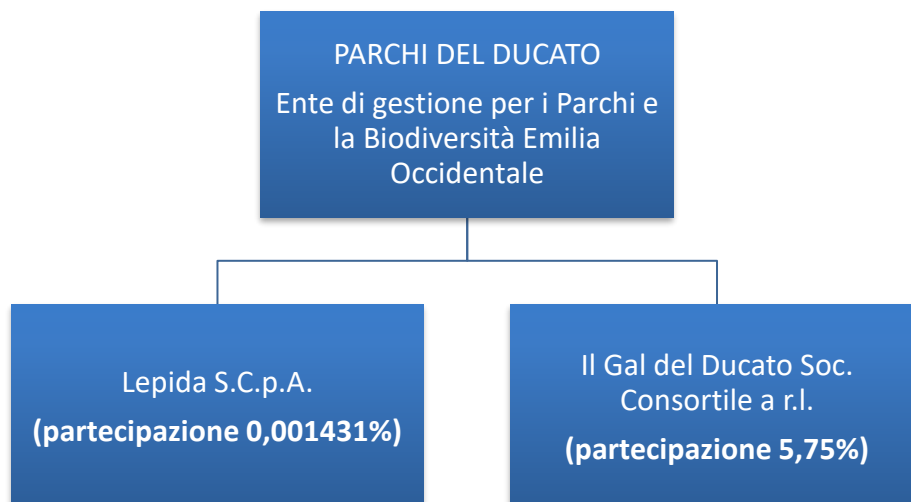 PARCHI DEL DUCATO
Ente di gestione per i Parchi e
la Biodiversità Emilia
Occidentale
Lepida S.C.p.A.
(partecipazione 0,001431%)
Il Gal del Ducato Soc.
Consortile a r.l.
(partecipazione 5,75%)